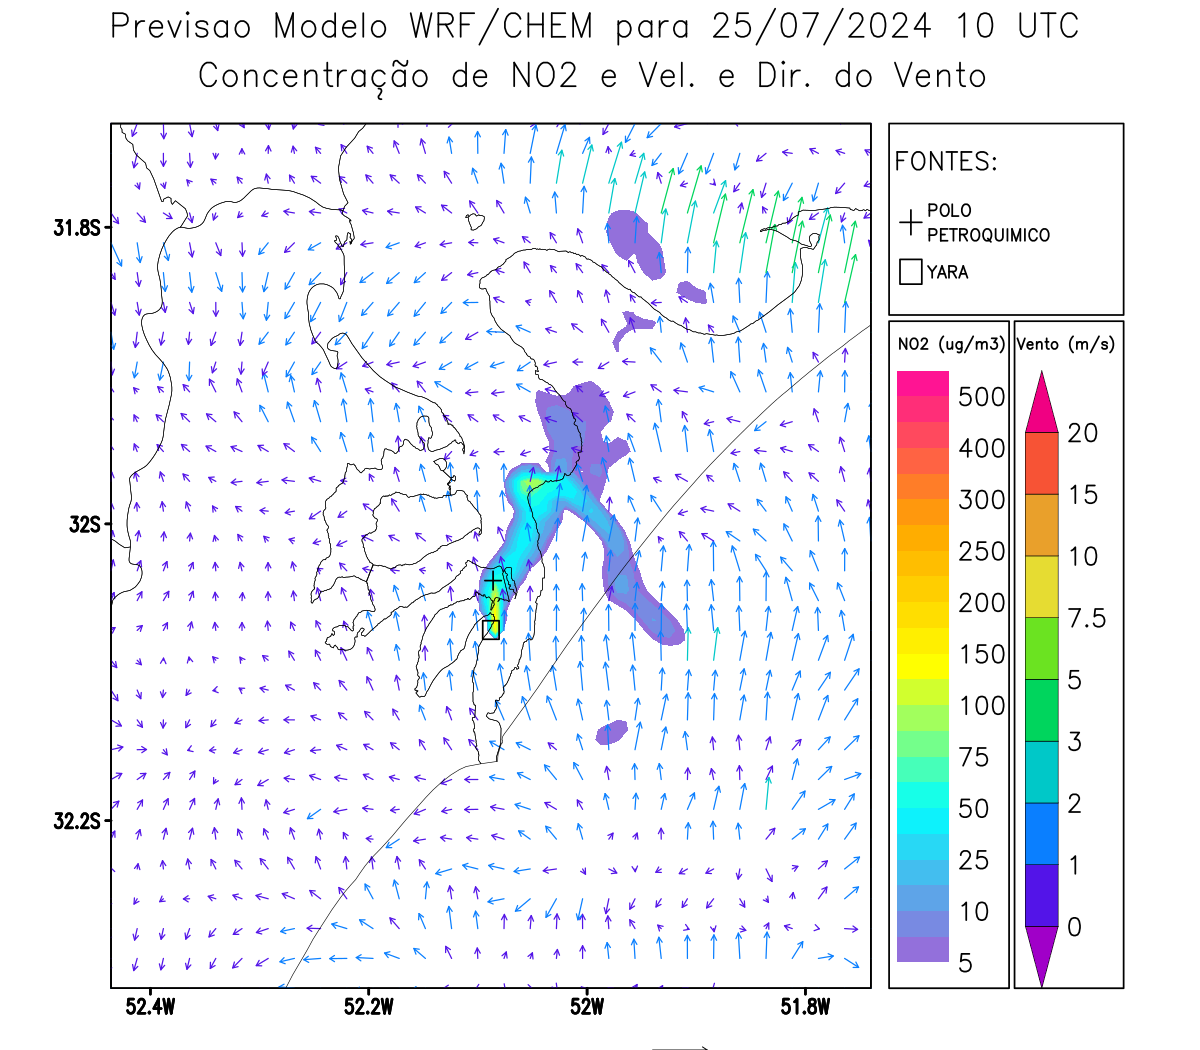 Previsao Modelo WRF/CHEM para 25/07/2024 10 UTC
Concentração de NO2 e Vel. e Dir. do Vento
FONTES:
POLO
PETROQUIMICO
YARA
NO2 (ug/m3)
500
400
300
250
200
150
100
75
50
25
10
5
Vento (m/s)
20
15
10
7.5
5
3
2
1
0
31.8S
32S
32.2S
52.4W
52.2W
52W
51.8W